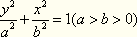 y²/a² + x²/b² = 1(a > b > 0)